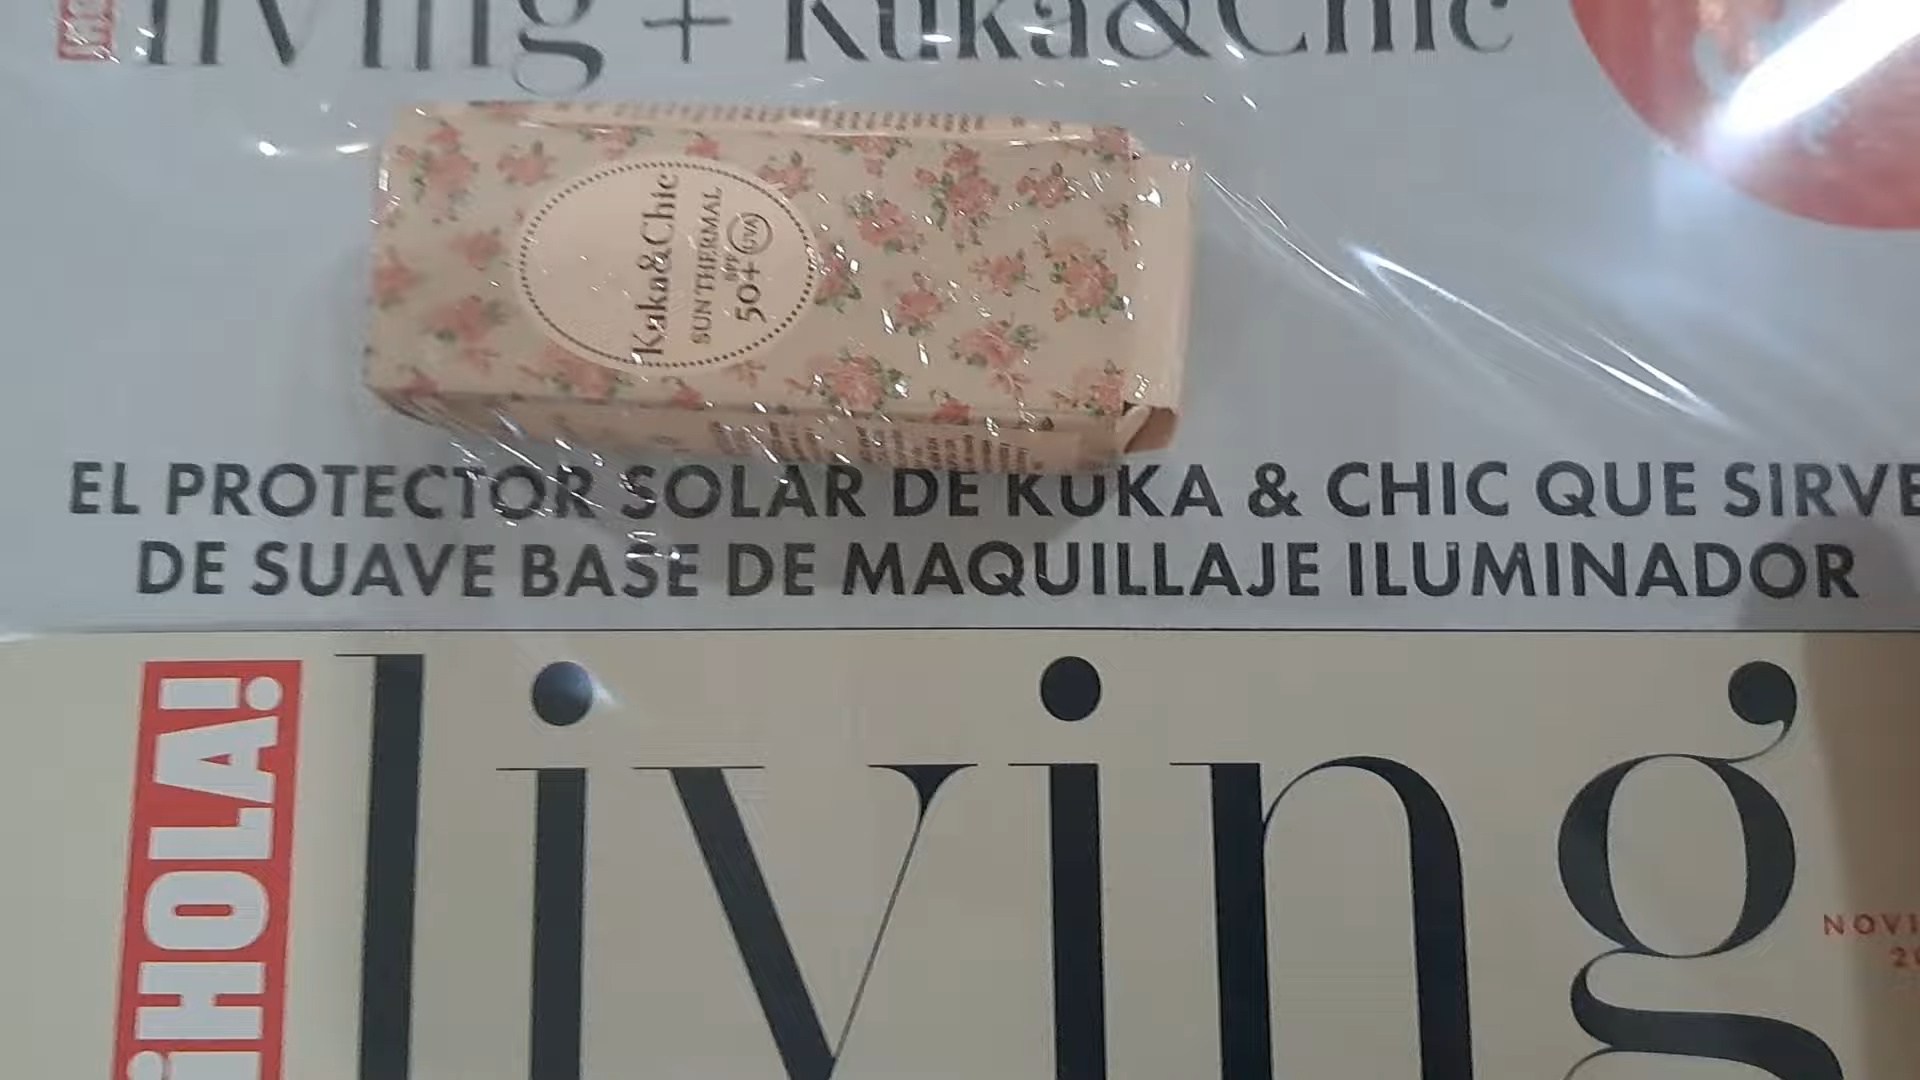 living + Kuka&Chic
Kuka&Chic
SUN THERMAL
SPF
50+ UVA
EL PROTECTOR SOLAR DE KUKA & CHIC QUE SIRVE
DE SUAVE BASE DE MAQUILLAJE ILUMINADOR
¡HOLA!
living